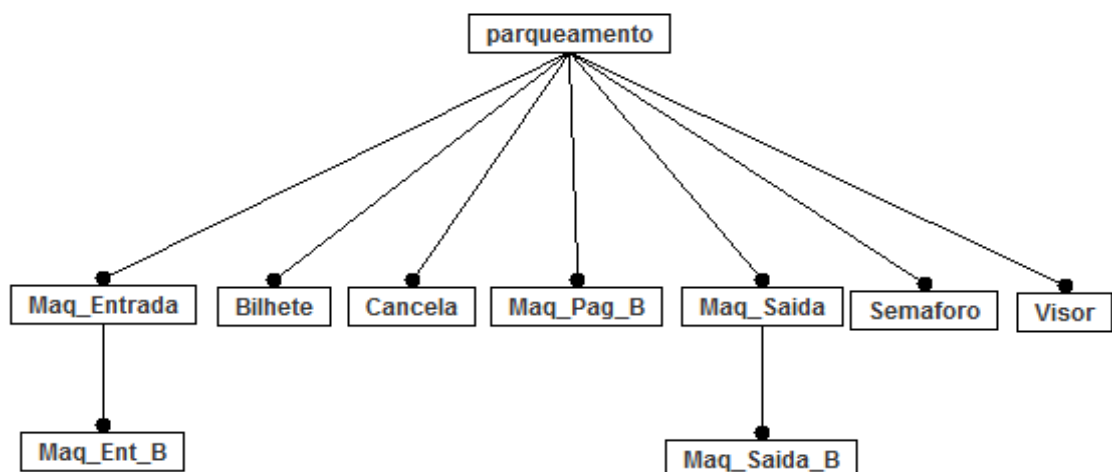 parqueamento
Maq_Entrada
Bilhete
Cancela
Maq_Pag_B
Maq_Saida
Semaforo
Visor
Maq_Ent_B
Maq_Saida_B